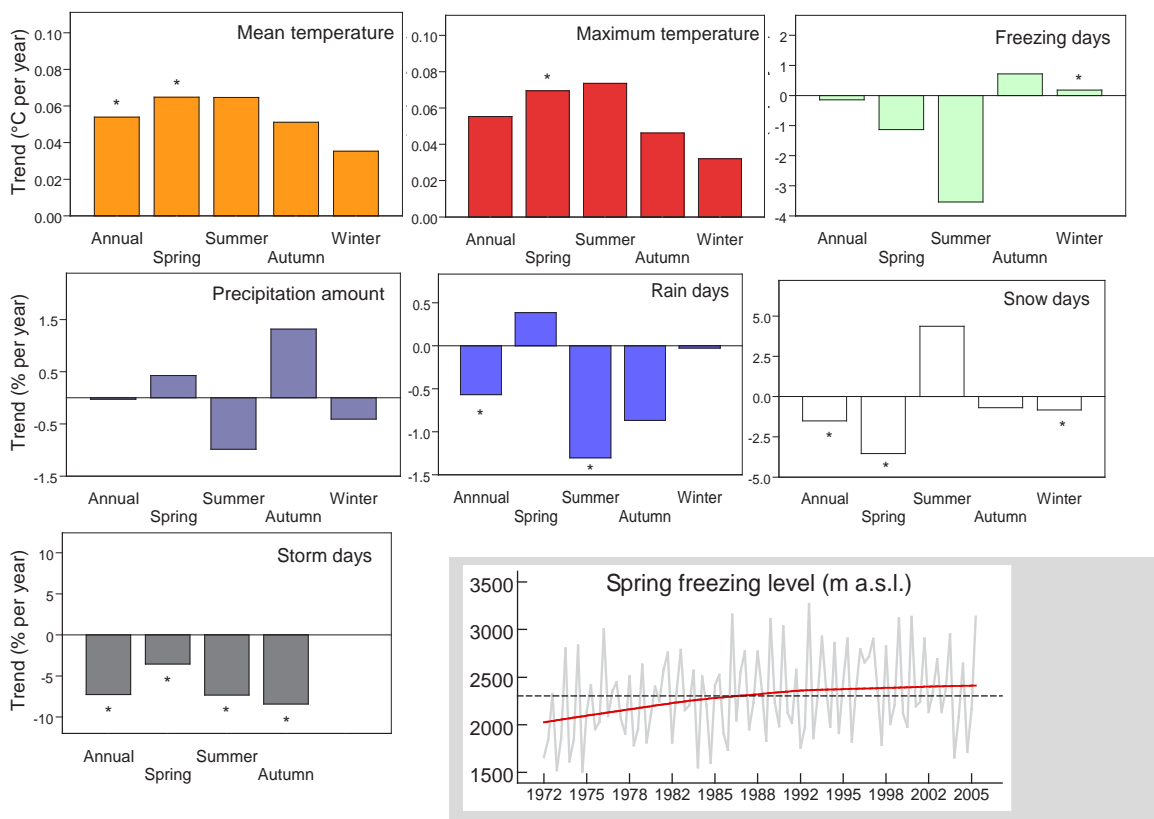 Mean temperature
Trend (°C per year)
0.10
0.08
0.06
0.04
0.02
0.00
*
*
Annual
Spring
Summer
Autumn
Winter
Maximum temperature
0.10
0.08
0.06
0.04
0.02
0.00
*
Annual
Spring
Summer
Autumn
Winter
Freezing days
2
1
0
-1
-2
-3
-4
*
Annual
Spring
Summer
Autumn
Winter
Precipitation amount
Trend (% per year)
1.5
0.5
-0.5
-1.5
Annual
Spring
Summer
Autumn
Winter
Rain days
0.5
0.0
-0.5
-1.0
-1.5
*
*
Annnual
Spring
Summer
Autumn
Winter
Snow days
5.0
2.5
0.0
-2.5
-5.0
*
*
*
Annual
Spring
Summer
Autumn
Winter
Storm days
Trend (% per year)
10
5
0
-5
-10
*
*
*
*
Annual
Spring
Summer
Autumn
Spring freezing level (m a.s.l.)
3500
3000
2500
2000
1500
1972 1975 1978 1982 1985 1988 1992 1995 1998 2002 2005